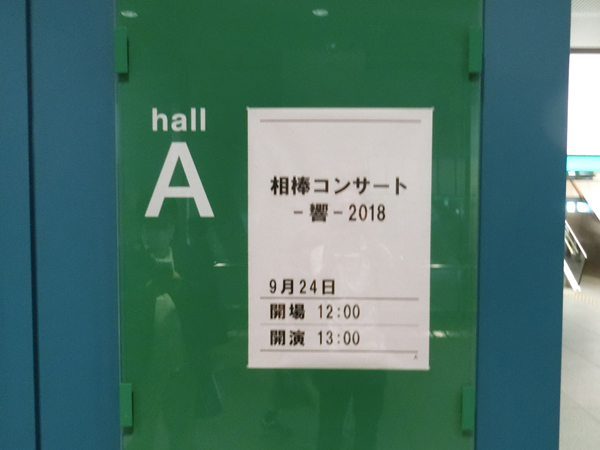 hall
A
相棒コンサート
-響-2018
9月24日
開場 12:00
開演 13:00